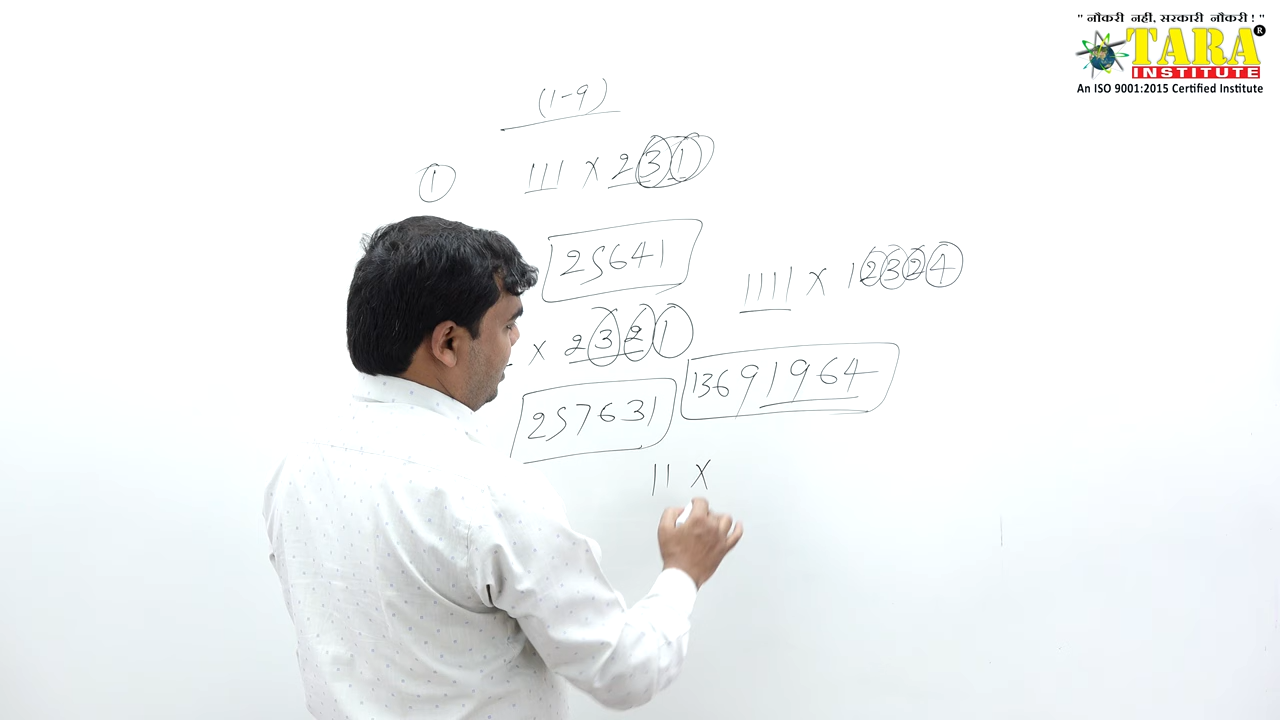 " नौकरी नहीं, सरकारी नौकरी ! "
TARA ®
INSTITUTE
An ISO 9001:2015 Certified Institute
(1-9)
① 111 x 231
25641
1111 x 12324
x 2321
13691964
257631
11 x